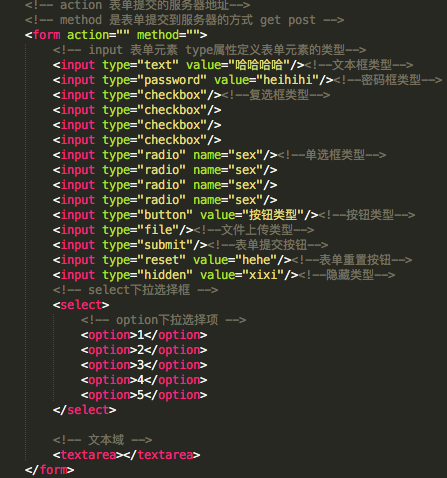 <!-- action 表单提交的服务器地址-->
<!-- method 是表单提交到服务器的方式 get post -->
<form action="" method="">
<!-- input 表单元素 type属性定义表单元素的类型-->
<input type="text" value="哈哈哈哈"/><!--文本框类型-->
<input type="password" value="heihihi"/><!--密码框类型-->
<input type="checkbox"/><!--复选框类型-->
<input type="checkbox"/>
<input type="checkbox"/>
<input type="checkbox"/>
<input type="radio" name="sex"/><!--单选框类型-->
<input type="radio" name="sex"/>
<input type="radio" name="sex"/>
<input type="radio" name="sex"/>
<input type="button" value="按钮类型"/><!--按钮类型-->
<input type="file"/><!--文件上传类型-->
<input type="submit"/><!--表单提交按钮-->
<input type="reset" value="hehe"/><!--表单重置按钮-->
<input type="hidden" value="xixi"/><!--隐藏类型-->
<!-- select下拉选择框 -->
<select>
<!-- option下拉选择项 -->
<option>1</option>
<option>2</option>
<option>3</option>
<option>4</option>
<option>5</option>
</select>
<!-- 文本域 -->
<textarea></textarea>
</form>